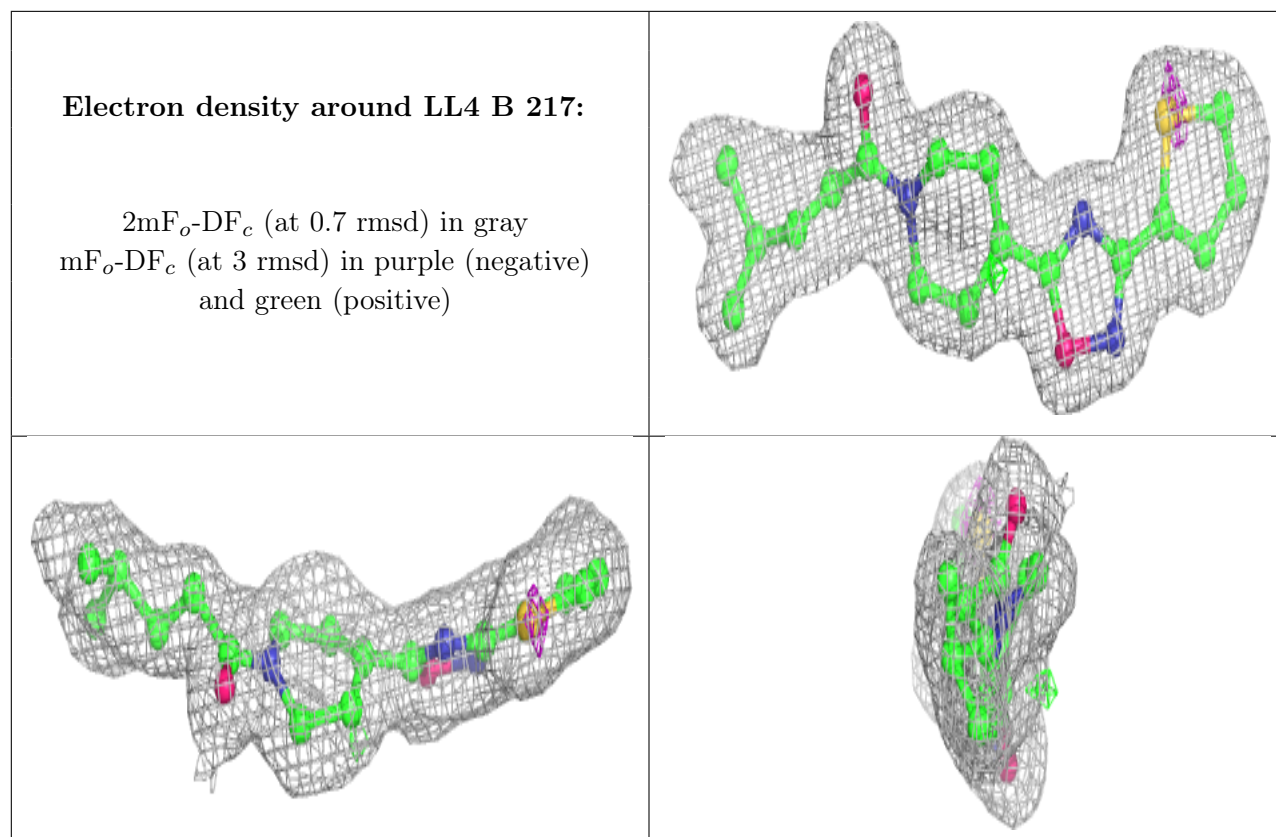 Electron density around LL4 B 217:
2mFₒ-DF𝒸 (at 0.7 rmsd) in gray
mFₒ-DF𝒸 (at 3 rmsd) in purple (negative)
and green (positive)